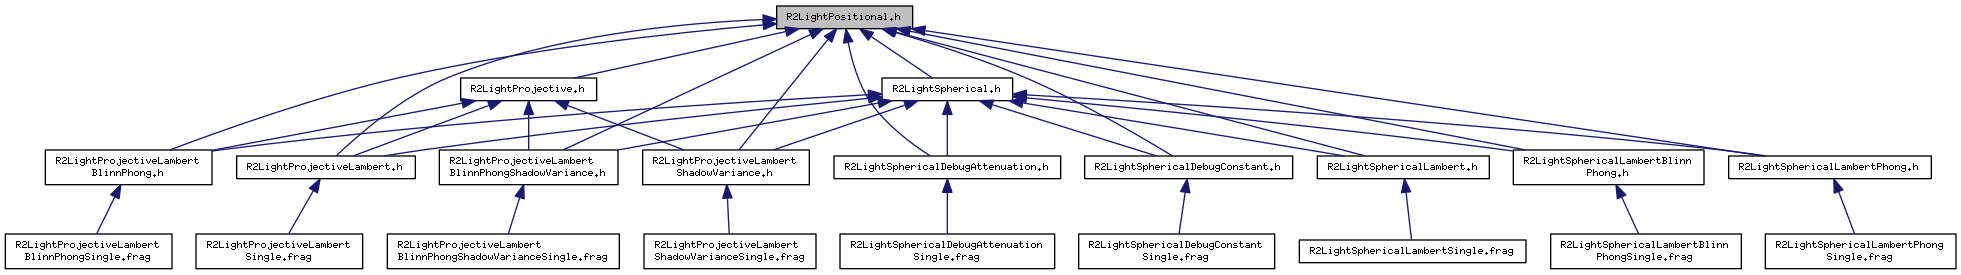 R2LightPositional.h
R2LightProjective.h
R2LightSpherical.h
R2LightProjectiveLambert
BlinnPhong.h
R2LightProjectiveLambert.h
R2LightProjectiveLambert
BlinnPhongShadowVariance.h
R2LightProjectiveLambert
ShadowVariance.h
R2LightSphericalDebugAttenuation.h
R2LightSphericalDebugConstant.h
R2LightSphericalLambert.h
R2LightSphericalLambertBlinn
Phong.h
R2LightSphericalLambertPhong.h
R2LightProjectiveLambert
BlinnPhongSingle.frag
R2LightProjectiveLambert
Single.frag
R2LightProjectiveLambert
BlinnPhongShadowVarianceSingle.frag
R2LightProjectiveLambert
ShadowVarianceSingle.frag
R2LightSphericalDebugAttenuation
Single.frag
R2LightSphericalDebugConstant
Single.frag
R2LightSphericalLambertSingle.frag
R2LightSphericalLambertBlinn
PhongSingle.frag
R2LightSphericalLambertPhong
Single.frag